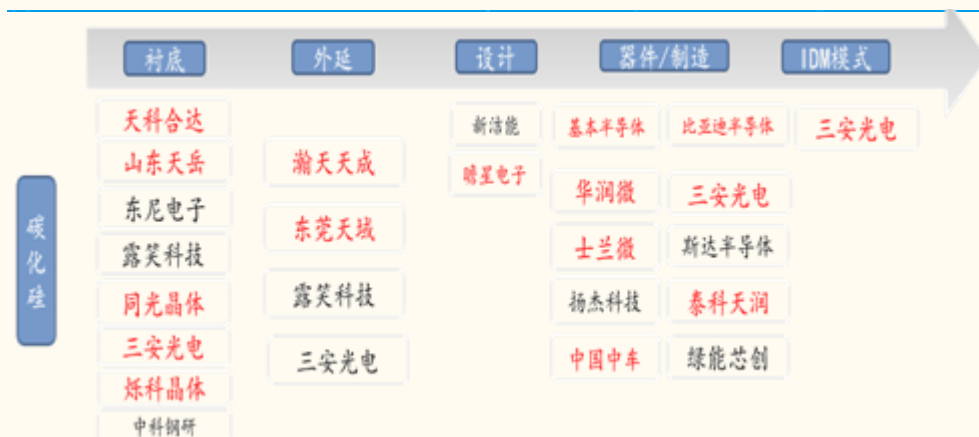 衬底
外延
设计
器件/制造
IDM模式
碳化硅
天科合达
山东天岳
东尼电子
露笑科技
同光晶体
三安光电
烁科晶体
中科钢研
瀚天天成
东莞天域
露笑科技
三安光电
新洁能
瞻星电子
基本半导体
华润微
士兰微
扬杰科技
中国中车
比亚迪半导体
三安光电
斯达半导体
泰科天润
绿能芯创
三安光电